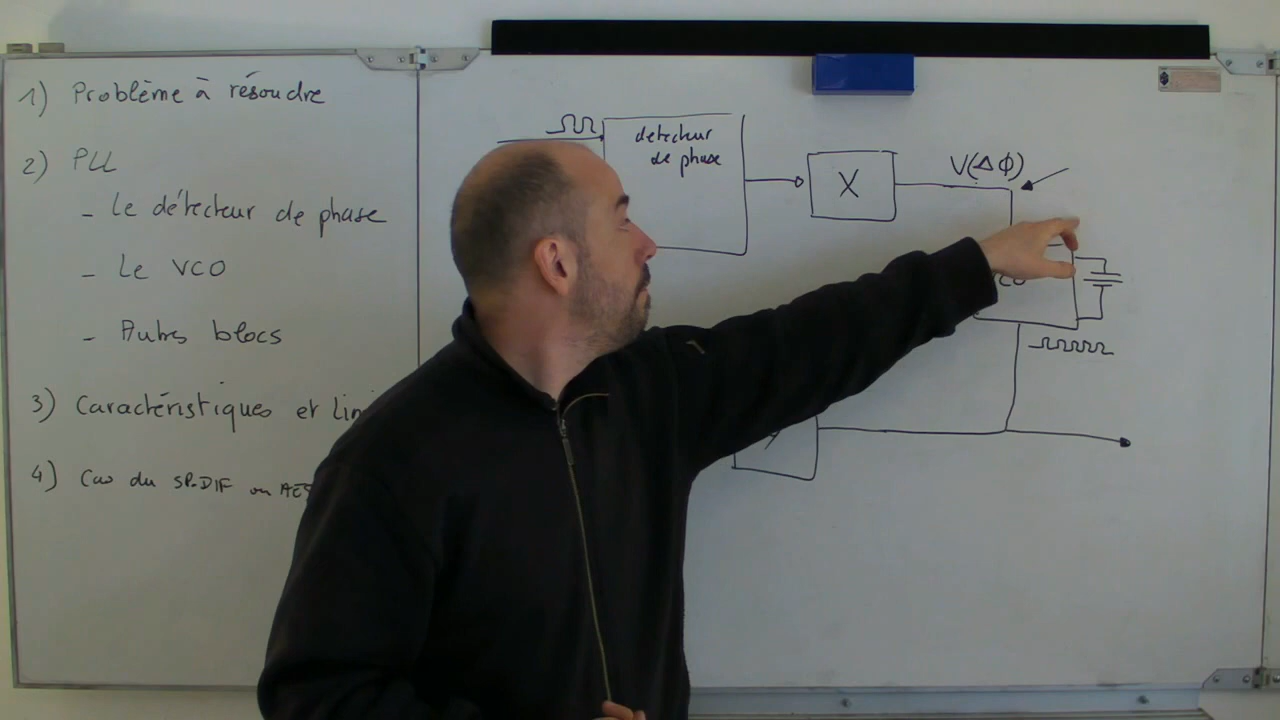 1) Problème à résoudre
2) PLL
- Le détecteur de phase
- Le VCO
- Autres blocs
3) Caractéristiques et Lim
4) Cas du SP-DIF ou AES
détecteur
de phase
X
V(ΔΦ)
CO